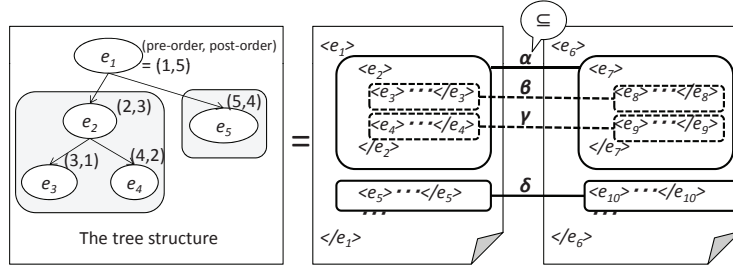 e1
(pre-order, post-order)
= (1,5)
(2,3)
e2
(5,4)
e5
(3,1)
e3
(4,2)
e4
The tree structure
=
<e1>
<e2>
<e3> ••• </e3>
<e4> ••• </e4>
</e2>
<e5> ••• </e5>
•••
</e1>
⊆
α
β
γ
δ
<e6>
<e7>
<e8> ••• </e8>
<e9> ••• </e9>
</e7>
<e10> ••• </e10>
•••
</e6>